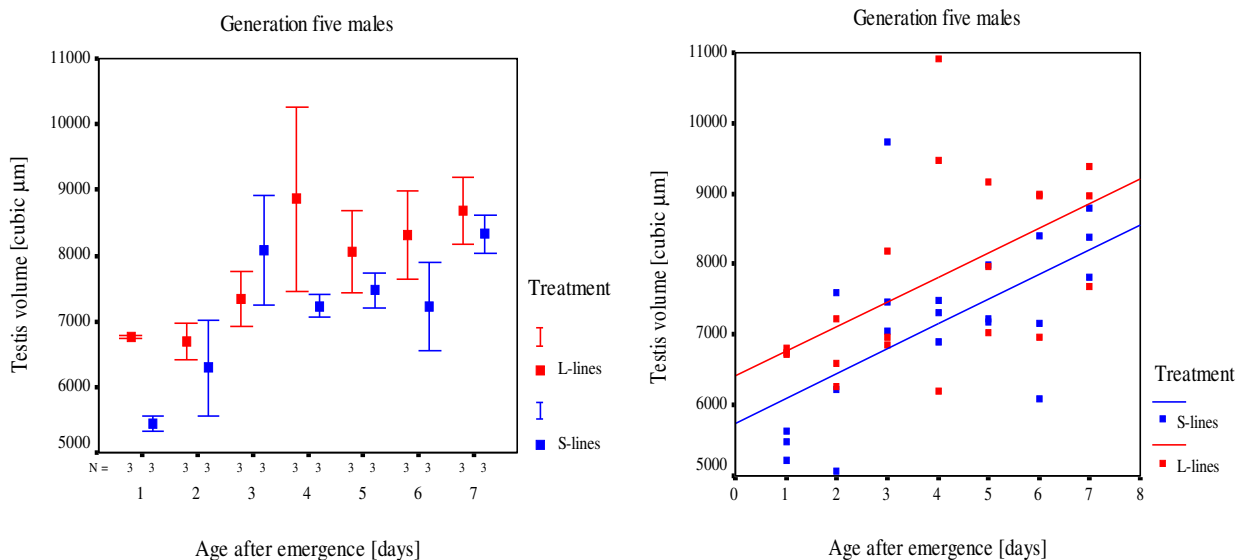 Generation five males
11000
10000
9000
8000
7000
6000
5000
Testis volume [cubic µm]
N = 3 3 3 3 3 3 3 3 3 3 3 3 3 3
1 2 3 4 5 6 7
Age after emergence [days]
Treatment
L-lines
S-lines
Generation five males
11000
10000
9000
8000
7000
6000
5000
Testis volume [cubic µm]
0 1 2 3 4 5 6 7 8
Age after emergence [days]
Treatment
S-lines
L-lines